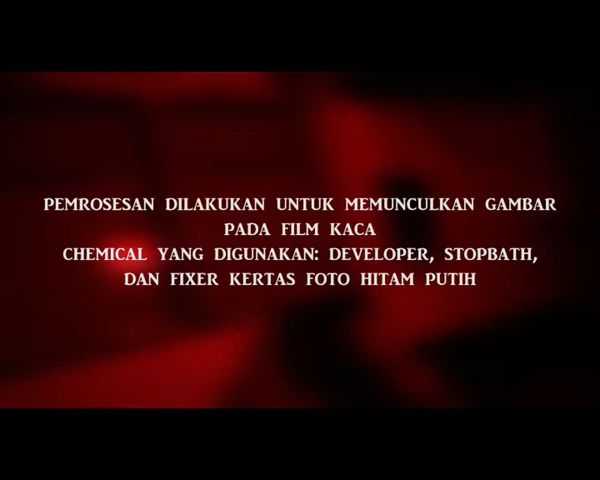 PEMROSESAN DILAKUKAN UNTUK MEMUNCULKAN GAMBAR
PADA FILM KACA
CHEMICAL YANG DIGUNAKAN: DEVELOPER, STOPBATH,
DAN FIXER KERTAS FOTO HITAM PUTIH